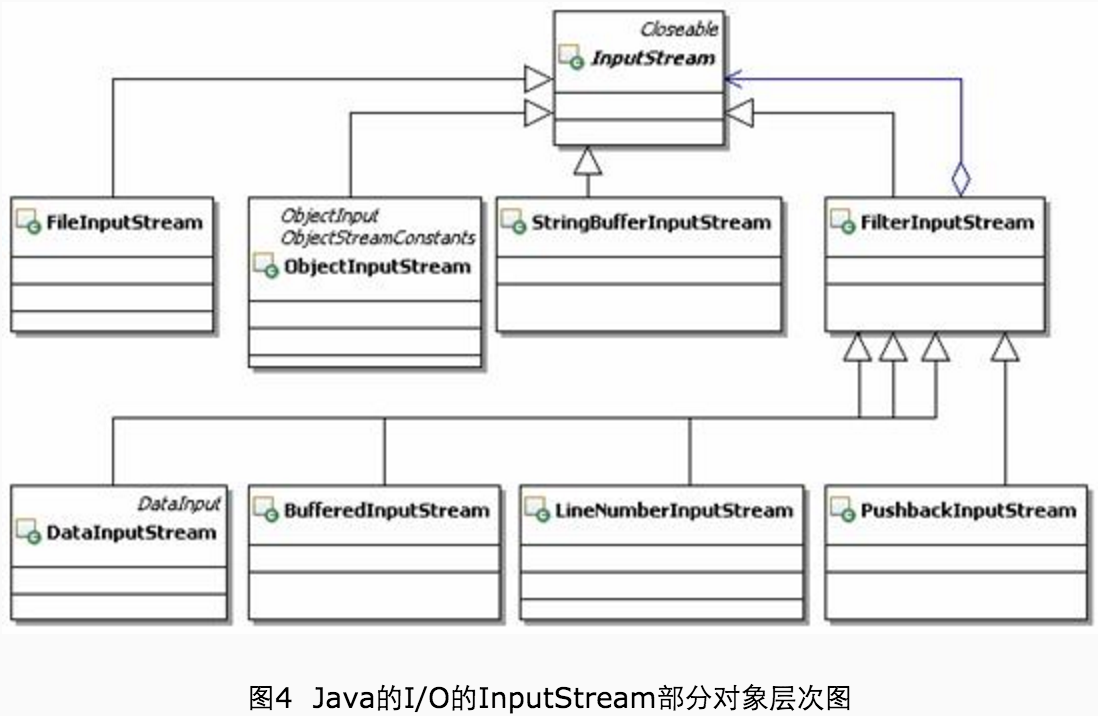 Closeable
InputStream
FileInputStream
ObjectInput
ObjectStreamConstants
ObjectInputStream
StringBufferInputStream
FilterInputStream
DataInput
DataInputStream
BufferedInputStream
LineNumberInputStream
PushbackInputStream
图4 Java的I/O的InputStream部分对象层次图